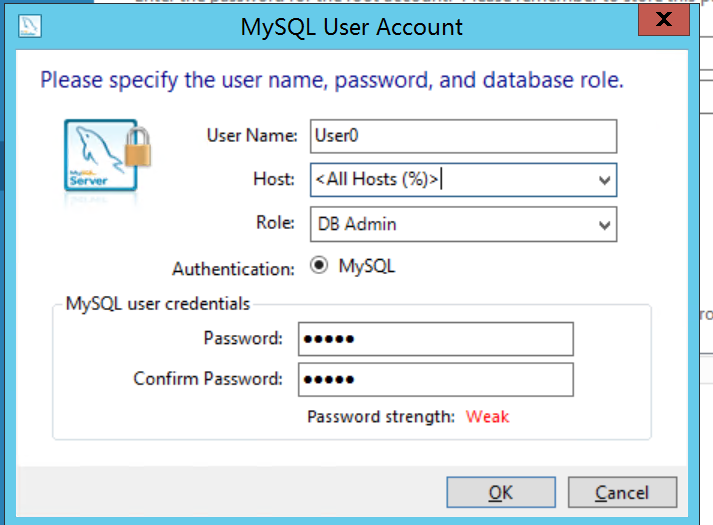 MySQL User Account
x
Please specify the user name, password, and database role.
MySQL
Server
User Name: User0
Host: <All Hosts (%)>
Role: DB Admin
Authentication: MySQL
MySQL user credentials
Password: •••••
Confirm Password: •••••
Password strength: Weak
OK Cancel